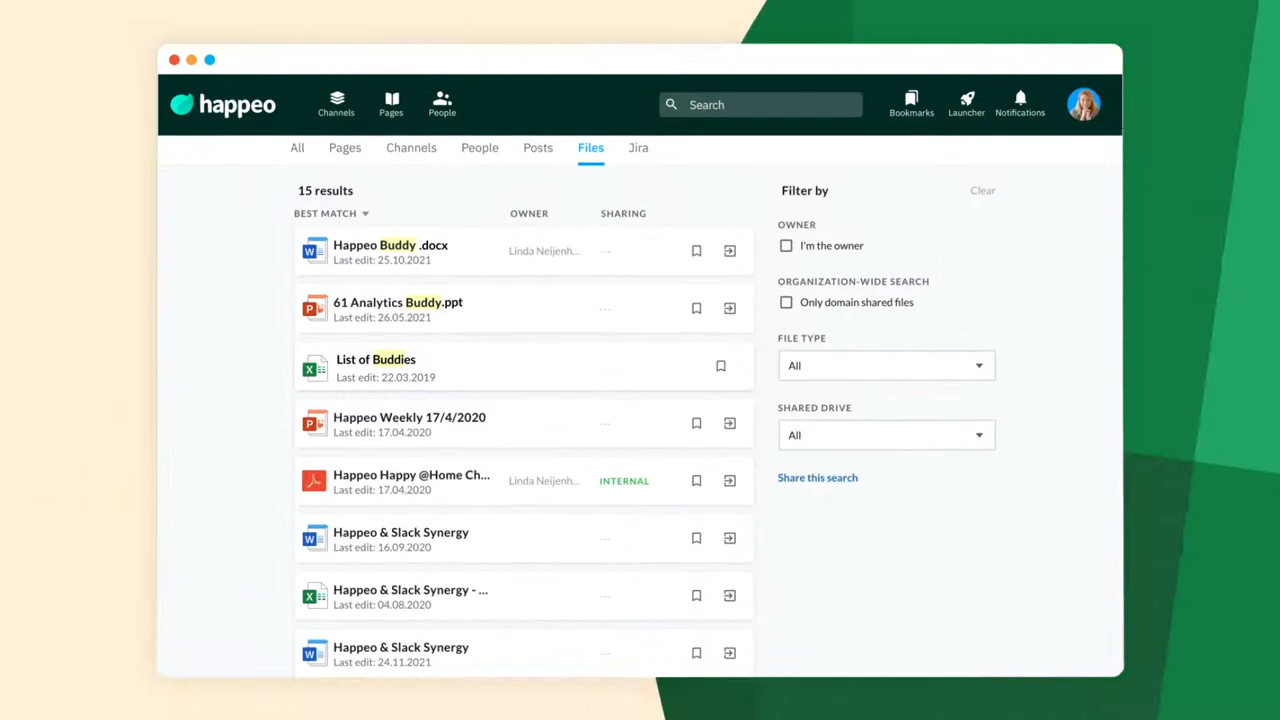 happeo
Channels
Pages
People
Search
Bookmarks
Launcher
Notifications
All
Pages
Channels
People
Posts
Files
Jira
15 results
BEST MATCH
OWNER
SHARING
Happeo Buddy .docx
Last edit: 25.10.2021
Linda Neijenh...
---
61 Analytics Buddy.ppt
Last edit: 26.05.2021
---
List of Buddies
Last edit: 22.03.2019
Happeo Weekly 17/4/2020
Last edit: 17.04.2020
---
Happeo Happy @Home Ch...
Last edit: 17.04.2020
Linda Neijenh...
INTERNAL
Happeo & Slack Synergy
Last edit: 16.09.2020
---
Happeo & Slack Synergy - ...
Last edit: 04.08.2020
---
Happeo & Slack Synergy
Last edit: 24.11.2021
---
Filter by
Clear
OWNER
I'm the owner
ORGANIZATION-WIDE SEARCH
Only domain shared files
FILE TYPE
All
SHARED DRIVE
All
Share this search